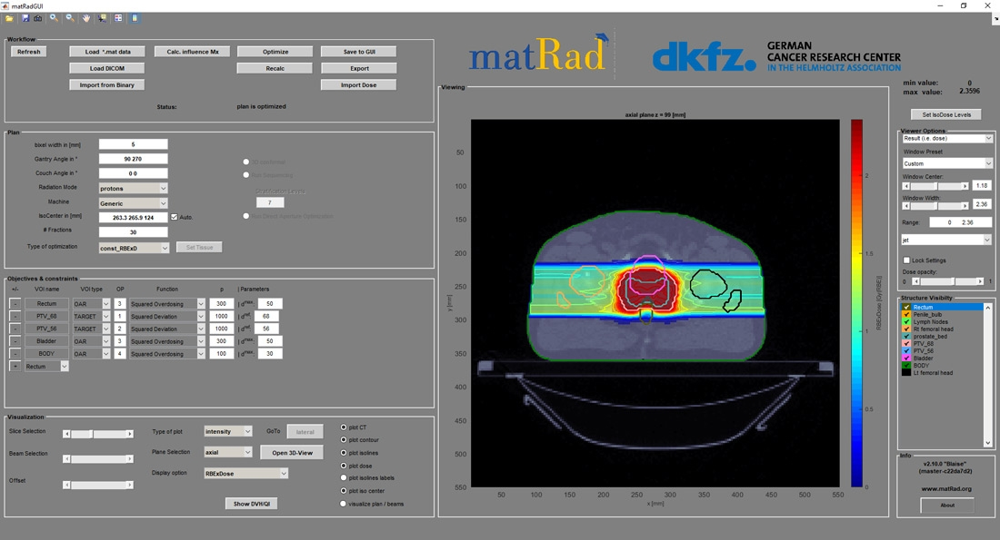 matRadGUI
Workflow
Refresh
Load *.mat data
Calc. influence Mx
Optimize
Save to GUI
Load DICOM
Recalc
Export
Import from Binary
Import Dose
Status:
plan is optimized
Plan
bixel width in [mm]
5
Gantry Angle in °
90 270
Couch Angle in °
0 0
Radiation Mode
protons
Machine
Generic
IsoCenter in [mm]
263.3 265.9 124
Auto.
# Fractions
30
Type of optimization
const_RBExD
Set Tissue
7
Objectives & constraints
+/- VOI name VOI type OP Function p | Parameters
- Rectum OAR 3 Squared Overdosing 300 | d^max: 50
- PTV_68 TARGET 1 Squared Deviation 1000 | d^ref: 68
- PTV_56 TARGET 2 Squared Deviation 1000 | d^ref: 56
- Bladder OAR 3 Squared Overdosing 300 | d^max: 50
- BODY OAR 4 Squared Overdosing 100 | d^max: 30
+ Rectum
Visualization
Slice Selection
Beam Selection
Offset
Type of plot
intensity
GoTo
lateral
Plane Selection
axial
Open 3D-View
Display option
RBExDose
Show DVH/QI
plot CT
plot contour
plot isolines
plot dose
plot isolines labels
plot iso center
visualize plan / beams
matRad
dkfz.
GERMAN
CANCER RESEARCH CENTER
IN THE HELMHOLTZ ASSOCIATION
Viewing
axial plane z = 99 [mm]
50
100
150
200
250
300
350
400
450
500
550
y [mm]
50 100 150 200 250 300 350 400 450 500 550
x [mm]
2
1.5
1
0.5
0
RBExDose [Gy(RBE)]
min value: 0
max value: 2.3596
Set IsoDose Levels
Viewer Options
Result (i.e. dose)
Window Preset
Custom
Window Center:
1.18
Window Width:
2.36
Range: 0 2.36
jet
Lock Settings
Dose opacity:
0 1
Structure Visibilty
Rectum
Penile_bulb
Lymph Nodes
Rt femoral head
prostate_bed
PTV_68
PTV_56
Bladder
BODY
Lt femoral head
Info
v2.10.0 "Blaise"
(master-c22da7d2)
www.matRad.org
About